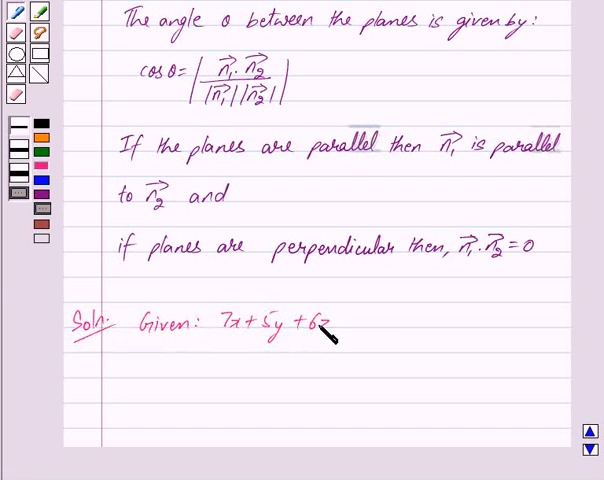 The angle θ between the planes is given by:
cos θ = | n₁⃗ . n₂⃗ / |n₁⃗| |n₂⃗| |
If the planes are parallel then n₁⃗ is parallel
to n₂⃗ and
if planes are perpendicular then, n₁⃗ . n₂⃗ = 0
Soln. Given: 7x + 5y + 6z